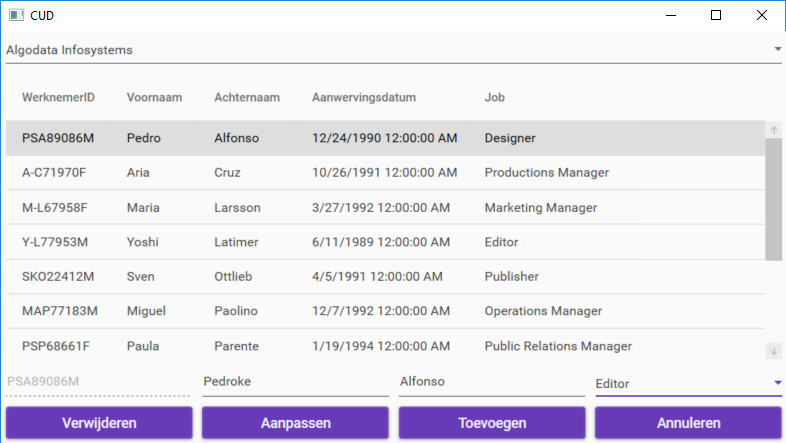 CUD
Algodata Infosystems
WerknemerID Voornaam Achternaam Aanwervingsdatum Job
PSA89086M Pedro Alfonso 12/24/1990 12:00:00 AM Designer
A-C71970F Aria Cruz 10/26/1991 12:00:00 AM Productions Manager
M-L67958F Maria Larsson 3/27/1992 12:00:00 AM Marketing Manager
Y-L77953M Yoshi Latimer 6/11/1989 12:00:00 AM Editor
SKO22412M Sven Ottlieb 4/5/1991 12:00:00 AM Publisher
MAP77183M Miguel Paolino 12/7/1992 12:00:00 AM Operations Manager
PSP68661F Paula Parente 1/19/1994 12:00:00 AM Public Relations Manager
PSA89086M Pedroke Alfonso Editor
Verwijderen Aanpassen Toevoegen Annuleren